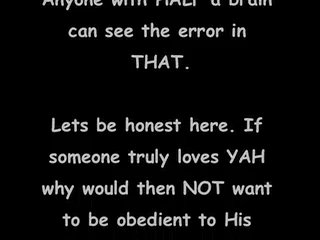 Anyone with HALF a brain
can see the error in
THAT.
Lets be honest here. If
someone truly loves YAH
why would then NOT want
to be obedient to His